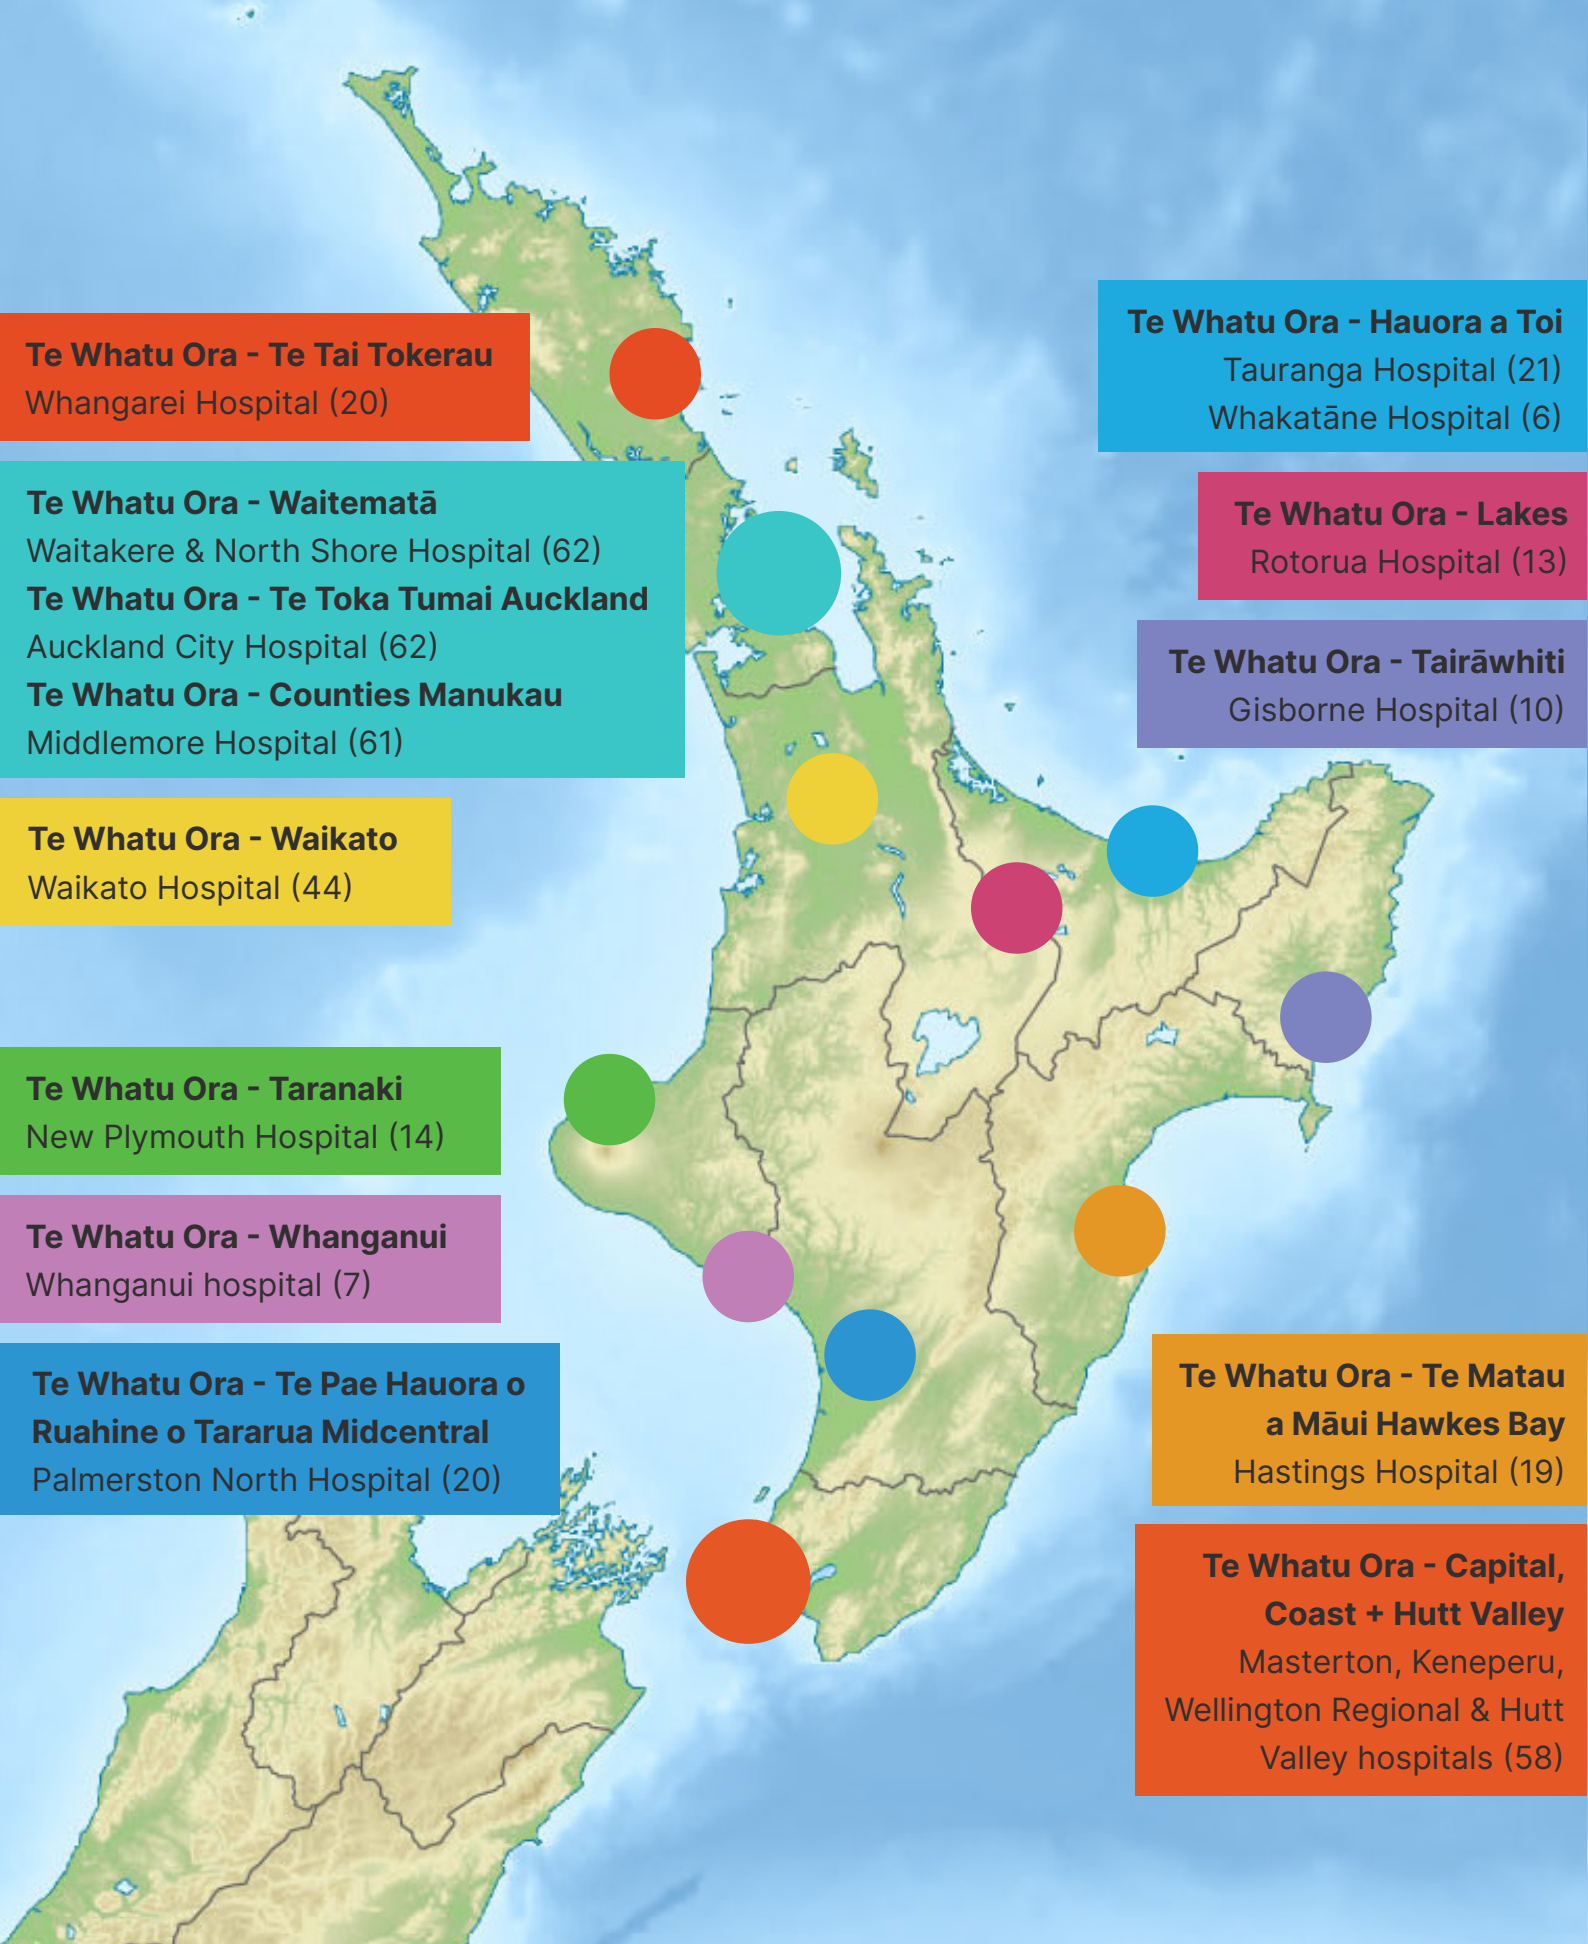 Te Whatu Ora - Te Tai Tokerau
Whangarei Hospital (20)
Te Whatu Ora - Waitematā
Waitakere & North Shore Hospital (62)
Te Whatu Ora - Te Toka Tumai Auckland
Auckland City Hospital (62)
Te Whatu Ora - Counties Manukau
Middlemore Hospital (61)
Te Whatu Ora - Waikato
Waikato Hospital (44)
Te Whatu Ora - Taranaki
New Plymouth Hospital (14)
Te Whatu Ora - Whanganui
Whanganui hospital (7)
Te Whatu Ora - Te Pae Hauora o
Ruahine o Tararua Midcentral
Palmerston North Hospital (20)
Te Whatu Ora - Hauora a Toi
Tauranga Hospital (21)
Whakatāne Hospital (6)
Te Whatu Ora - Lakes
Rotorua Hospital (13)
Te Whatu Ora - Tairāwhiti
Gisborne Hospital (10)
Te Whatu Ora - Te Matau
a Māui Hawkes Bay
Hastings Hospital (19)
Te Whatu Ora - Capital,
Coast + Hutt Valley
Masterton, Keneperu,
Wellington Regional & Hutt
Valley hospitals (58)